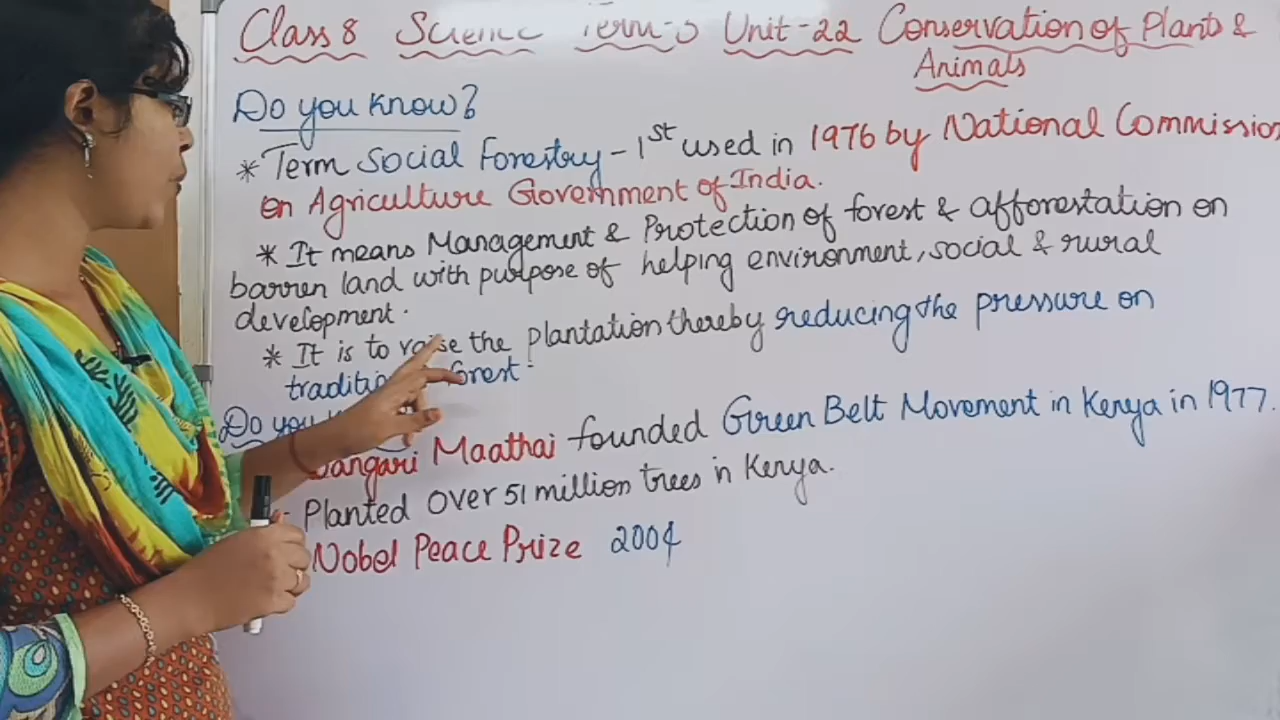 Class 8 Science Term-3 Unit-22 Conservation of Plants &
Animals
Do you know?
* Term Social Forestry - 1st used in 1976 by National Commission
on Agriculture Government of India.
* It means Management & Protection of forest & afforestation on
barren land with purpose of helping environment, social & rural
development.
* It is to raise the plantation thereby reducing the pressure on
forest.
Do you
Wangari Maathai founded Green Belt Movement in Kenya in 1977.
- Planted over 51 million trees in Kenya.
Nobel Peace Prize 2004